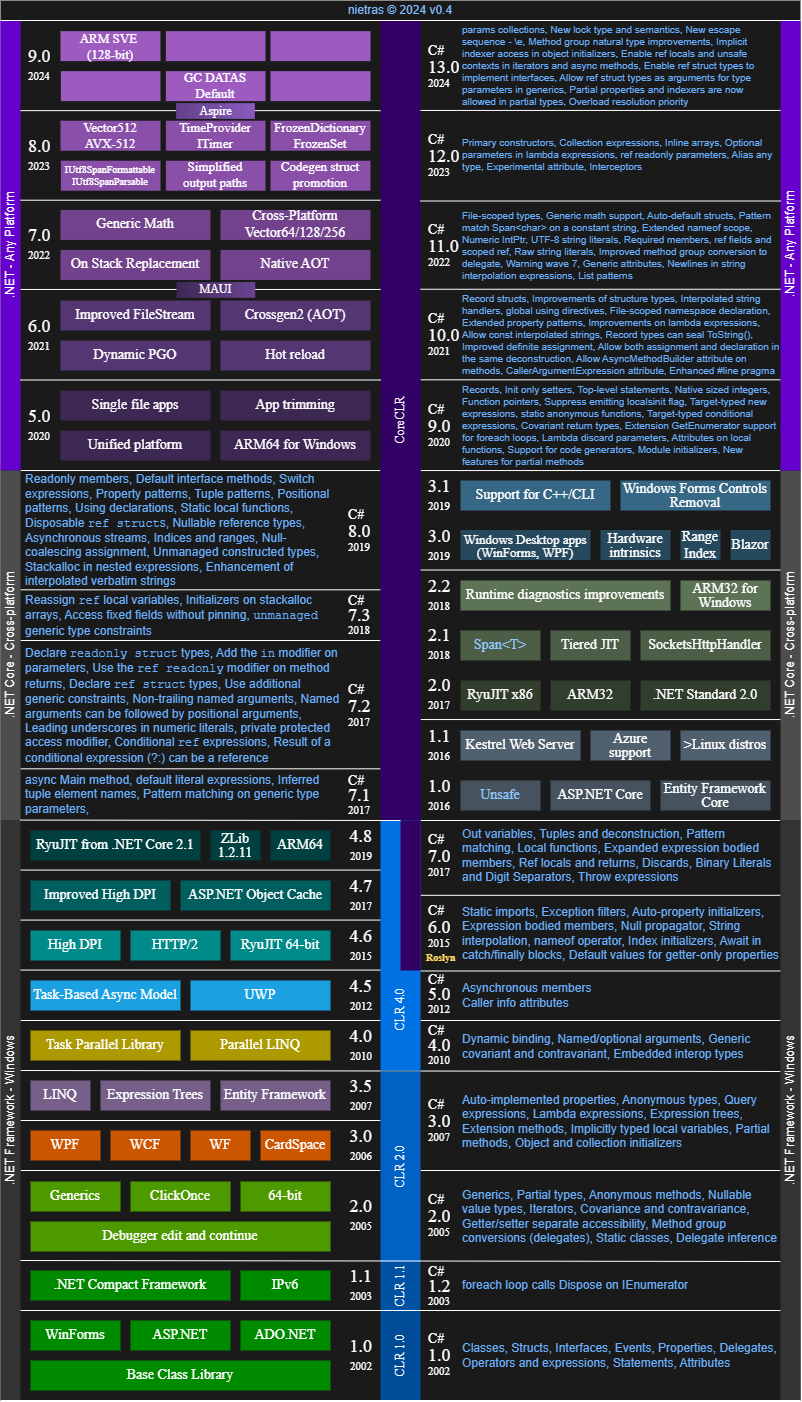 nietras © 2024 v0.4
.NET - Any Platform
9.0
2024
ARM SVE
(128-bit)
GC DATAS
Default
Aspire
8.0
2023
Vector512
AVX-512
TimeProvider
ITimer
FrozenDictionary
FrozenSet
IUtf8SpanFormattable
IUtf8SpanParsable
Simplified
output paths
Codegen struct
promotion
7.0
2022
Generic Math
Cross-Platform
Vector64/128/256
On Stack Replacement
Native AOT
MAUI
6.0
2021
Improved FileStream
Crossgen2 (AOT)
Dynamic PGO
Hot reload
5.0
2020
Single file apps
App trimming
Unified platform
ARM64 for Windows
CoreCLR
C#
13.0
2024
params collections, New lock type and semantics, New escape
sequence - \e, Method group natural type improvements, Implicit
indexer access in object initializers, Enable ref locals and unsafe
contexts in iterators and async methods, Enable ref struct types to
implement interfaces, Allow ref struct types as arguments for type
parameters in generics, Partial properties and indexers are now
allowed in partial types, Overload resolution priority
C#
12.0
2023
Primary constructors, Collection expressions, Inline arrays, Optional
parameters in lambda expressions, ref readonly parameters, Alias any
type, Experimental attribute, Interceptors
C#
11.0
2022
File-scoped types, Generic math support, Auto-default structs, Pattern
match Span<char> on a constant string, Extended nameof scope,
Numeric IntPtr, UTF-8 string literals, Required members, ref fields and
scoped ref, Raw string literals, Improved method group conversion to
delegate, Warning wave 7, Generic attributes, Newlines in string
interpolation expressions, List patterns
C#
10.0
2021
Record structs, Improvements of structure types, Interpolated string
handlers, global using directives, File-scoped namespace declaration,
Extended property patterns, Improvements on lambda expressions,
Allow const interpolated strings, Record types can seal ToString(),
Improved definite assignment, Allow both assignment and declaration in
the same deconstruction, Allow AsyncMethodBuilder attribute on
methods, CallerArgumentExpression attribute, Enhanced #line pragma
C#
9.0
2020
Records, Init only setters, Top-level statements, Native sized integers,
Function pointers, Suppress emitting localsinit flag, Target-typed new
expressions, static anonymous functions, Target-typed conditional
expressions, Covariant return types, Extension GetEnumerator support
for foreach loops, Lambda discard parameters, Attributes on local
functions, Support for code generators, Module initializers, New
features for partial methods
.NET - Any Platform
.NET Core - Cross-platform
Readonly members, Default interface methods, Switch
expressions, Property patterns, Tuple patterns, Positional
patterns, Using declarations, Static local functions,
Disposable ref structs, Nullable reference types,
Asynchronous streams, Indices and ranges, Null-
coalescing assignment, Unmanaged constructed types,
Stackalloc in nested expressions, Enhancement of
interpolated verbatim strings
C#
8.0
2019
Reassign ref local variables, Initializers on stackalloc
arrays, Access fixed fields without pinning, unmanaged
generic type constraints
C#
7.3
2018
Declare readonly struct types, Add the in modifier on
parameters, Use the ref readonly modifier on method
returns, Declare ref struct types, Use additional
generic constraints, Non-trailing named arguments, Named
arguments can be followed by positional arguments,
Leading underscores in numeric literals, private protected
access modifier, Conditional ref expressions, Result of a
conditional expression (?:) can be a reference
C#
7.2
2017
async Main method, default literal expressions, Inferred
tuple element names, Pattern matching on generic type
parameters,
C#
7.1
2017
3.1
2019
Support for C++/CLI
Windows Forms Controls
Removal
3.0
2019
Windows Desktop apps
(WinForms, WPF)
Hardware
intrinsics
Range
Index
Blazor
2.2
2018
Runtime diagnostics improvements
ARM32 for
Windows
2.1
2018
Span<T>
Tiered JIT
SocketsHttpHandler
2.0
2017
RyuJIT x86
ARM32
.NET Standard 2.0
1.1
2016
Kestrel Web Server
Azure
support
>Linux distros
1.0
2016
Unsafe
ASP.NET Core
Entity Framework
Core
.NET Core - Cross-platform
.NET Framework - Windows
RyuJIT from .NET Core 2.1
ZLib
1.2.11
ARM64
4.8
2019
Improved High DPI
ASP.NET Object Cache
4.7
2017
High DPI
HTTP/2
RyuJIT 64-bit
4.6
2015
Task-Based Async Model
UWP
4.5
2012
Task Parallel Library
Parallel LINQ
4.0
2010
LINQ
Expression Trees
Entity Framework
3.5
2007
WPF
WCF
WF
CardSpace
3.0
2006
Generics
ClickOnce
64-bit
Debugger edit and continue
2.0
2005
.NET Compact Framework
IPv6
1.1
2003
WinForms
ASP.NET
ADO.NET
Base Class Library
1.0
2002
CLR 4.0
CLR 2.0
CLR 1.1
CLR 1.0
C#
7.0
2017
Out variables, Tuples and deconstruction, Pattern
matching, Local functions, Expanded expression bodied
members, Ref locals and returns, Discards, Binary Literals
and Digit Separators, Throw expressions
C#
6.0
2015
Roslyn
Static imports, Exception filters, Auto-property initializers,
Expression bodied members, Null propagator, String
interpolation, nameof operator, Index initializers, Await in
catch/finally blocks, Default values for getter-only properties
C#
5.0
2012
Asynchronous members
Caller info attributes
C#
4.0
2010
Dynamic binding, Named/optional arguments, Generic
covariant and contravariant, Embedded interop types
C#
3.0
2007
Auto-implemented properties, Anonymous types, Query
expressions, Lambda expressions, Expression trees,
Extension methods, Implicitly typed local variables, Partial
methods, Object and collection initializers
C#
2.0
2005
Generics, Partial types, Anonymous methods, Nullable
value types, Iterators, Covariance and contravariance,
Getter/setter separate accessibility, Method group
conversions (delegates), Static classes, Delegate inference
C#
1.2
2003
foreach loop calls Dispose on IEnumerator
C#
1.0
2002
Classes, Structs, Interfaces, Events, Properties, Delegates,
Operators and expressions, Statements, Attributes
.NET Framework - Windows